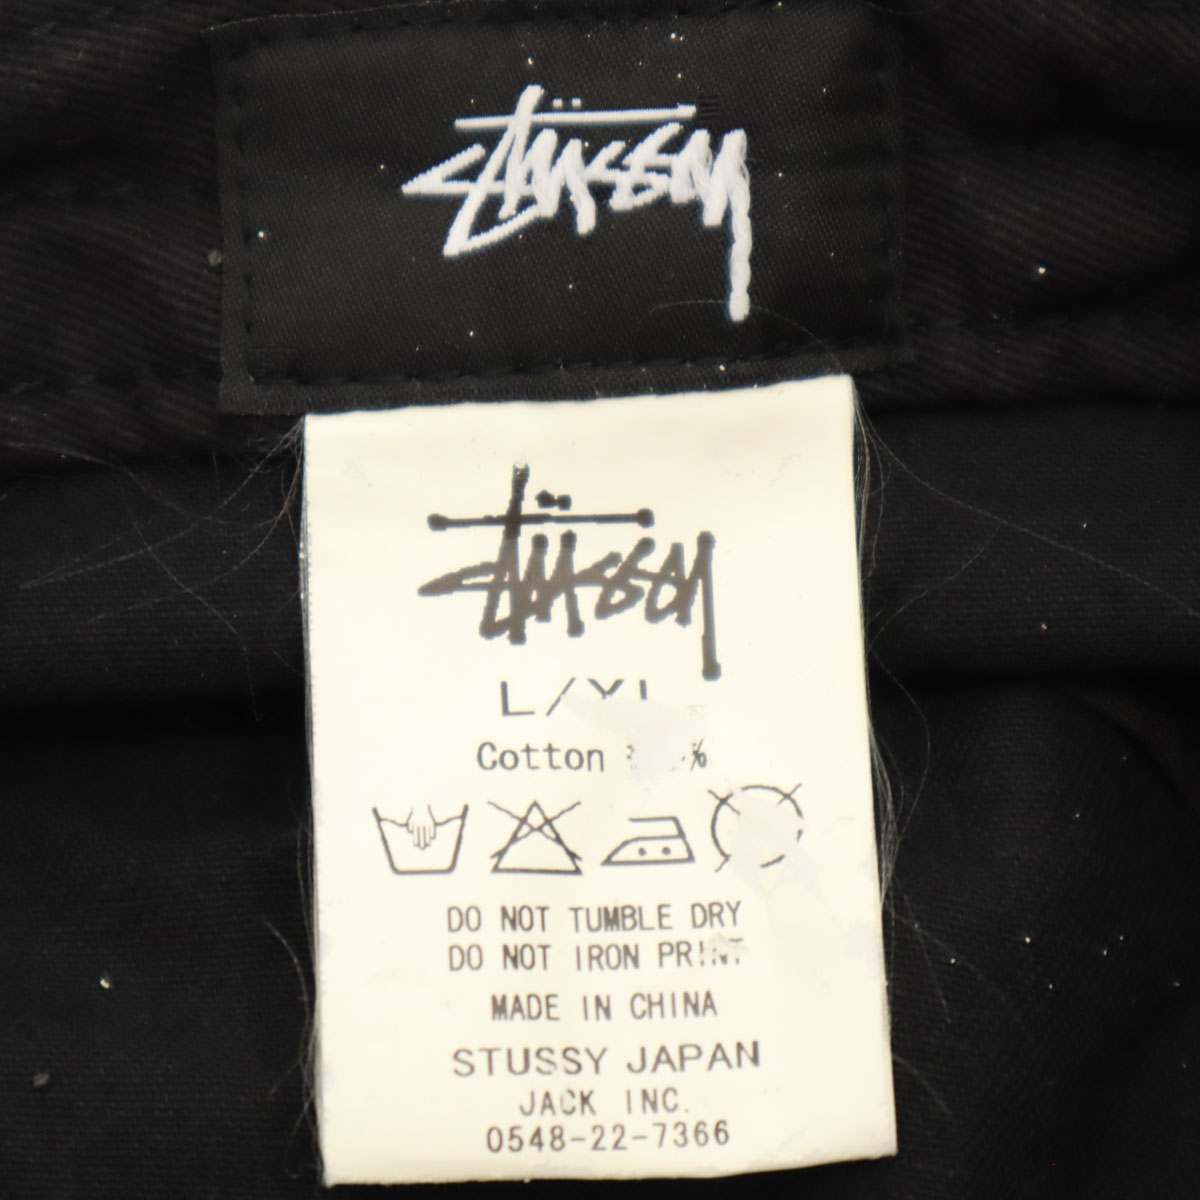 Stüssy
Stüssy
L/XL
Cotton %
DO NOT TUMBLE DRY
DO NOT IRON PRINT
MADE IN CHINA
STUSSY JAPAN
JACK INC.
0548-22-7366